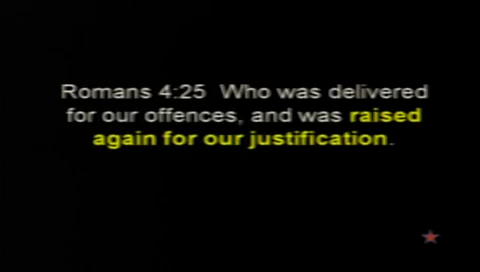 Romans 4:25 Who was delivered
for our offences, and was raised
again for our justification.